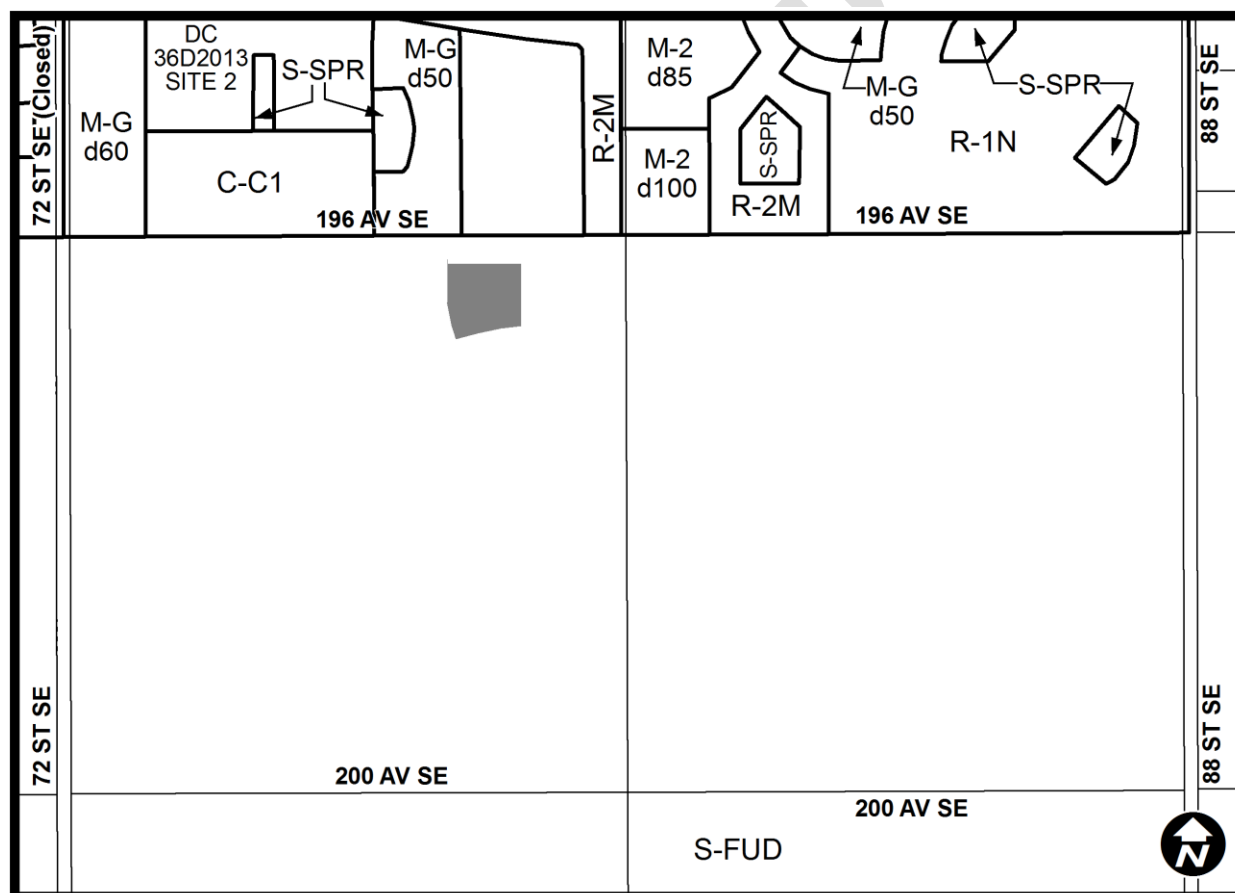 DC
36D2013
SITE 2
S-SPR
M-G
d50
M-2
d85
M-G
d50
S-SPR
88 ST SE
72 ST SE (Closed)
M-G
d60
C-C1
R-2M
M-2
d100
S-SPR
R-2M
R-1N
196 AV SE
196 AV SE
72 ST SE
88 ST SE
200 AV SE
200 AV SE
S-FUD
N